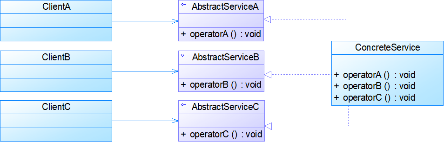 ClientA
AbstractServiceA
+ operatorA () : void
ClientB
AbstractServiceB
+ operatorB () : void
ClientC
AbstractServiceC
+ operatorC () : void
ConcreteService
+ operatorA () : void
+ operatorB () : void
+ operatorC () : void